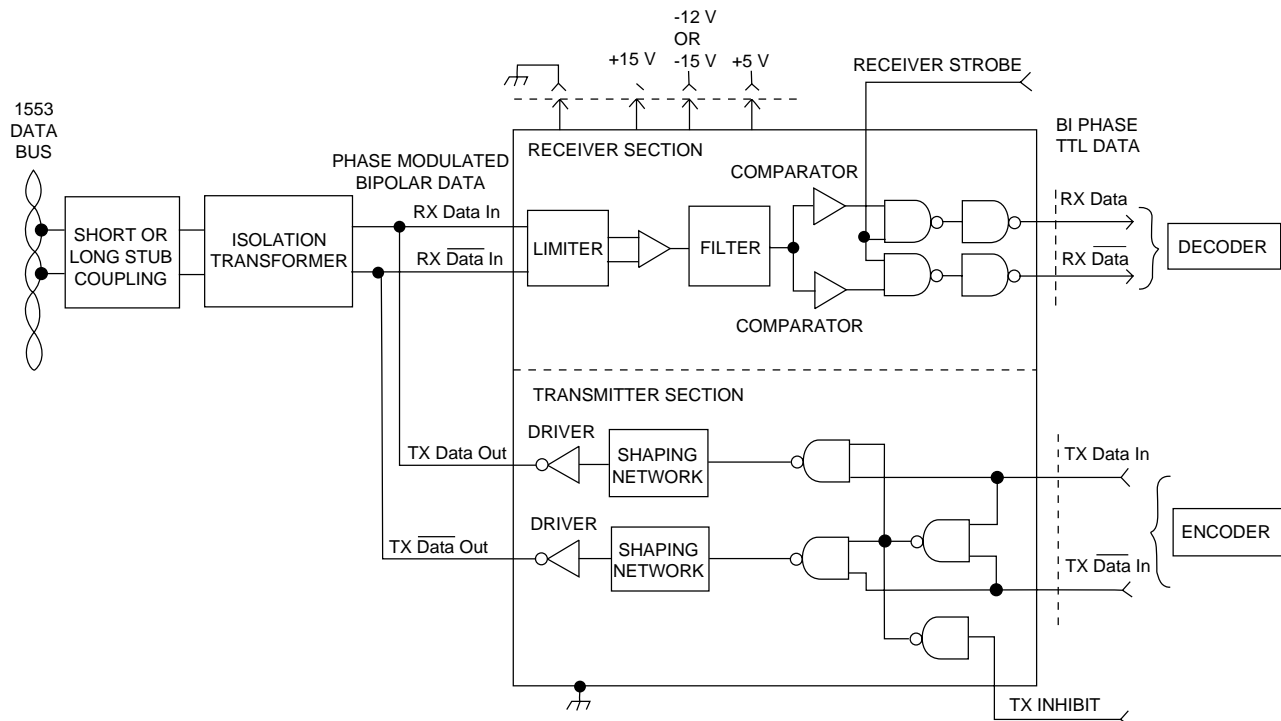 -12 V
OR
-15 V
+15 V
+5 V
RECEIVER STROBE
1553
DATA
BUS
BI PHASE
TTL DATA
RECEIVER SECTION
PHASE MODULATED
BIPOLAR DATA
COMPARATOR
RX Data In
RX Data
SHORT OR
LONG STUB
COUPLING
ISOLATION
TRANSFORMER
LIMITER
FILTER
DECODER
RX Data In
RX Data
COMPARATOR
TRANSMITTER SECTION
DRIVER
TX Data Out
SHAPING
NETWORK
TX Data In
DRIVER
TX Data Out
SHAPING
NETWORK
ENCODER
TX Data In
TX INHIBIT